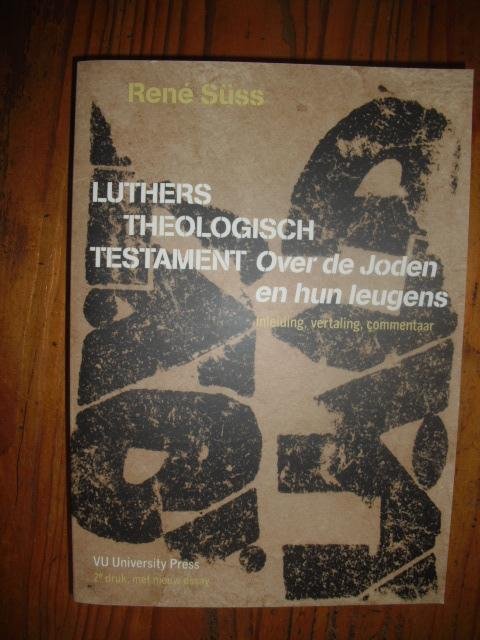 René Süss
LUTHERS
THEOLOGISCH
TESTAMENT Over de Joden
en hun leugens
inleiding, vertaling, commentaar
VU University Press
2e druk, met nieuw essay